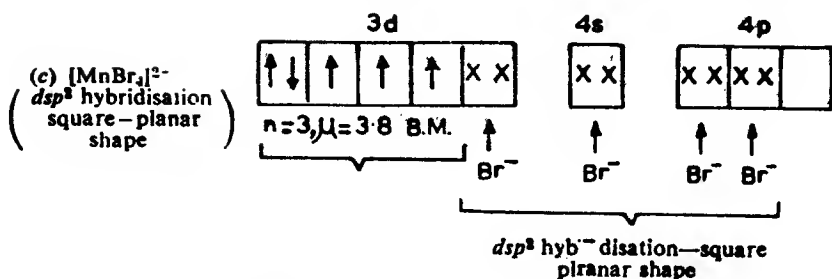 3d 4s 4p
(c) [MnBr₄]²⁻
dsp² hybridisation
square–planar
shape
↑↓ ↑ ↑ ↑ X X X X X X X X
n=3, μ= 3·8 B.M.
Br⁻ Br⁻ Br⁻ Br⁻
dsp² hyb⁻ disation—square
plranar shape